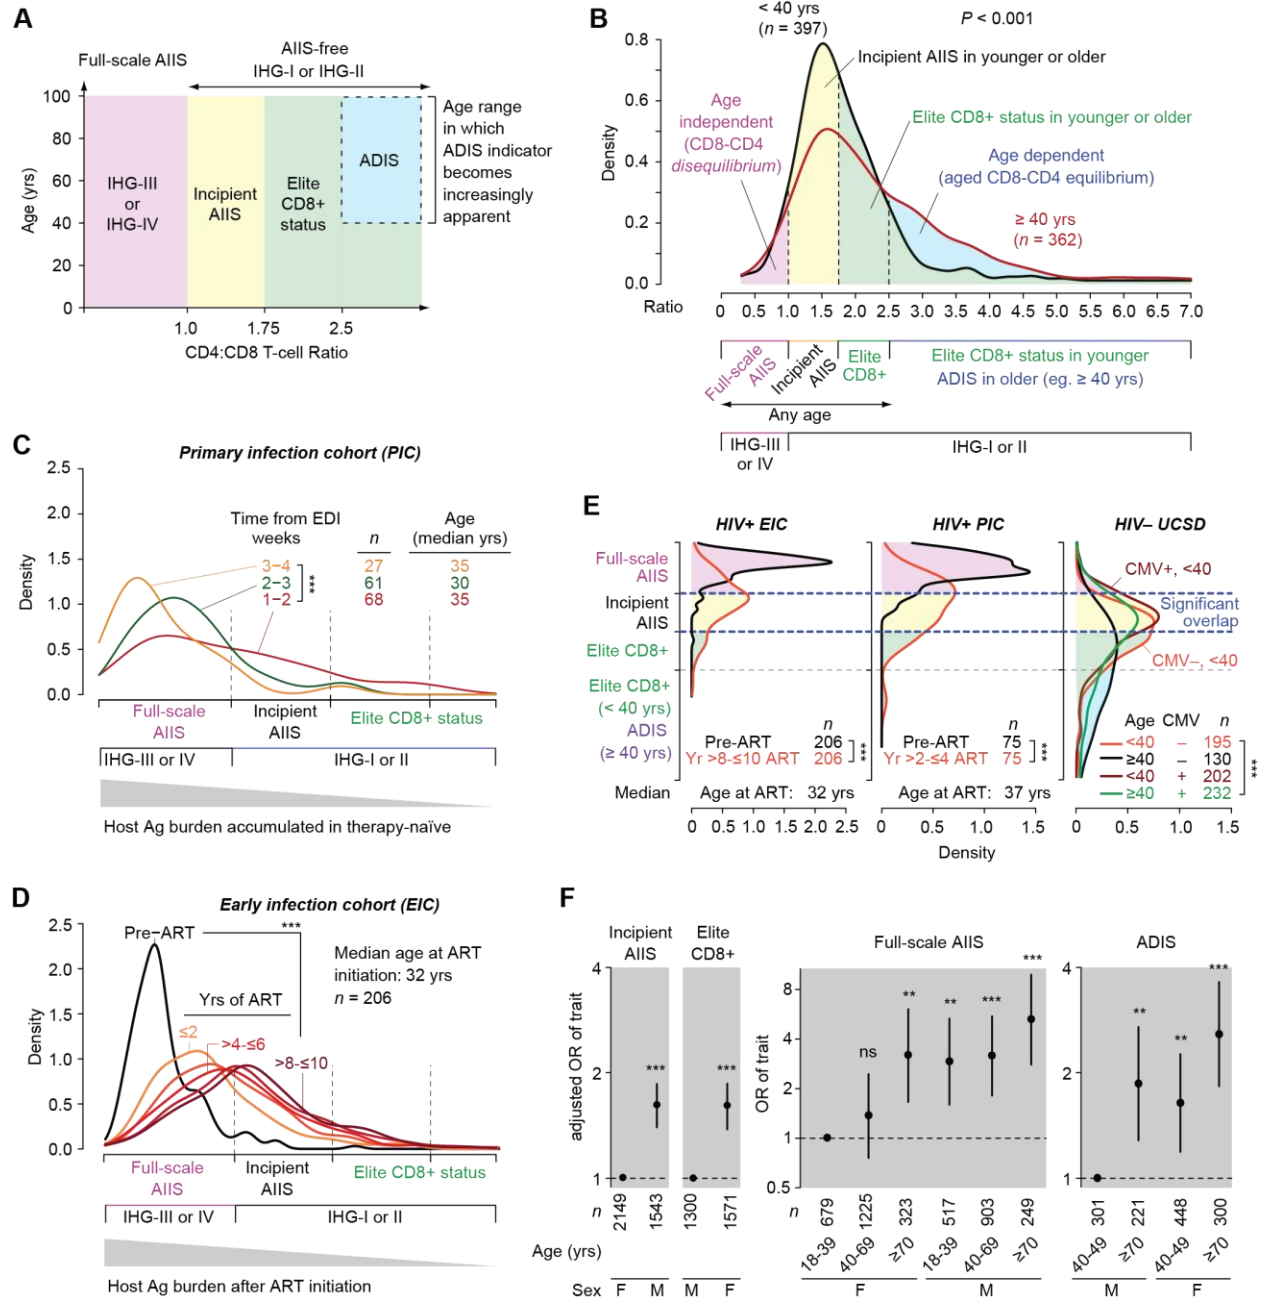 A
Full-scale AIIS
AIIS-free
IHG-I or IHG-II
Age (yrs)
100
80
60
40
20
0
IHG-III
or
IHG-IV
Incipient
AIIS
Elite
CD8+
status
ADIS
Age range
in which
ADIS indicator
becomes
increasingly
apparent
1.0 1.75 2.5
CD4:CD8 T-cell Ratio
B
< 40 yrs
(n = 397)
P < 0.001
Density
0.8
0.6
0.4
0.2
0.0
Incipient AIIS in younger or older
Age
independent
(CD8-CD4
disequilibrium)
Elite CD8+ status in younger or older
Age dependent
(aged CD8-CD4 equilibrium)
≥ 40 yrs
(n = 362)
Ratio 0 0.5 1.0 1.5 2.0 2.5 3.0 3.5 4.0 4.5 5.0 5.5 6.0 6.5 7.0
Full-scale
AIIS
Incipient
AIIS
Elite
CD8+
Elite CD8+ status in younger
ADIS in older (eg. ≥ 40 yrs)
Any age
IHG-III
or IV
IHG-I or II
C
Primary infection cohort (PIC)
Density
2.5
2.0
1.5
1.0
0.5
0.0
Time from EDI
weeks
n
Age
(median yrs)
3–4 27 35
2–3 61 30
1–2 68 35
***
Full-scale
AIIS
Incipient
AIIS
Elite CD8+ status
IHG-III or IV
IHG-I or II
Host Ag burden accumulated in therapy-naïve
D
Early infection cohort (EIC)
Density
2.5
2.0
1.5
1.0
0.5
0.0
Pre–ART
***
Yrs of ART
≤2
>4-≤6
>8-≤10
Median age at ART
initiation: 32 yrs
n = 206
Full-scale
AIIS
Incipient
AIIS
Elite CD8+ status
IHG-III or IV
IHG-I or II
Host Ag burden after ART initiation
E
HIV+ EIC
HIV+ PIC
HIV– UCSD
Full-scale
AIIS
Incipient
AIIS
Elite CD8+
Elite CD8+
(< 40 yrs)
ADIS
(≥ 40 yrs)
Median
n
Pre-ART 206
Yr >8-≤10 ART 206
***
Age at ART: 32 yrs
n
Pre-ART 75
Yr >2-≤4 ART 75
***
Age at ART: 37 yrs
CMV+, <40
Significant
overlap
CMV–, <40
Age CMV n
<40 – 195
≥40 – 130
<40 + 202
≥40 + 232
***
0 0.5 1.0 1.5 2.0 2.5
0 0.5 1.0 1.5
0 0.5 1.0 1.5
Density
F
Incipient
AIIS
Elite
CD8+
Full-scale AIIS
ADIS
adjusted OR of trait
4
2
1
***
***
OR of trait
8
4
2
1
0.5
ns
**
**
***
***
4
2
1
**
**
***
n 2149 1543 1300 1571
n 679 1225 323 517 903 249
301 221 448 300
Age (yrs)
18-39 40-69 ≥70 18-39 40-69 ≥70
40-49 ≥70 40-49 ≥70
Sex F M M F
F M
M F